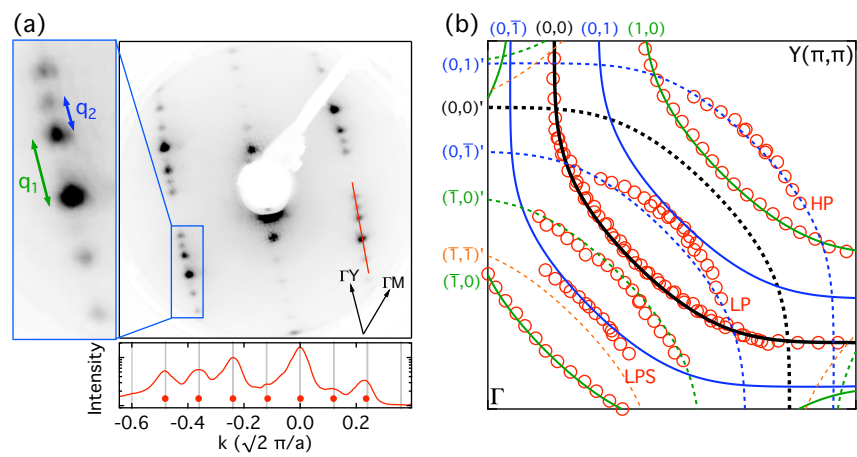 (a)
q₂
q₁
ΓY
ΓM
Intensity
-0.6
-0.4
-0.2
0.0
0.2
k (√2 π/a)
(b)
(0,1̅)
(0,0)
(0,1)
(1,0)
Y(π,π)
(0,1)'
(0,0)'
(0,1̅)'
(1̅,0)'
(1̅,1̅)'
(1̅,0)
HP
LP
LPS
Γ